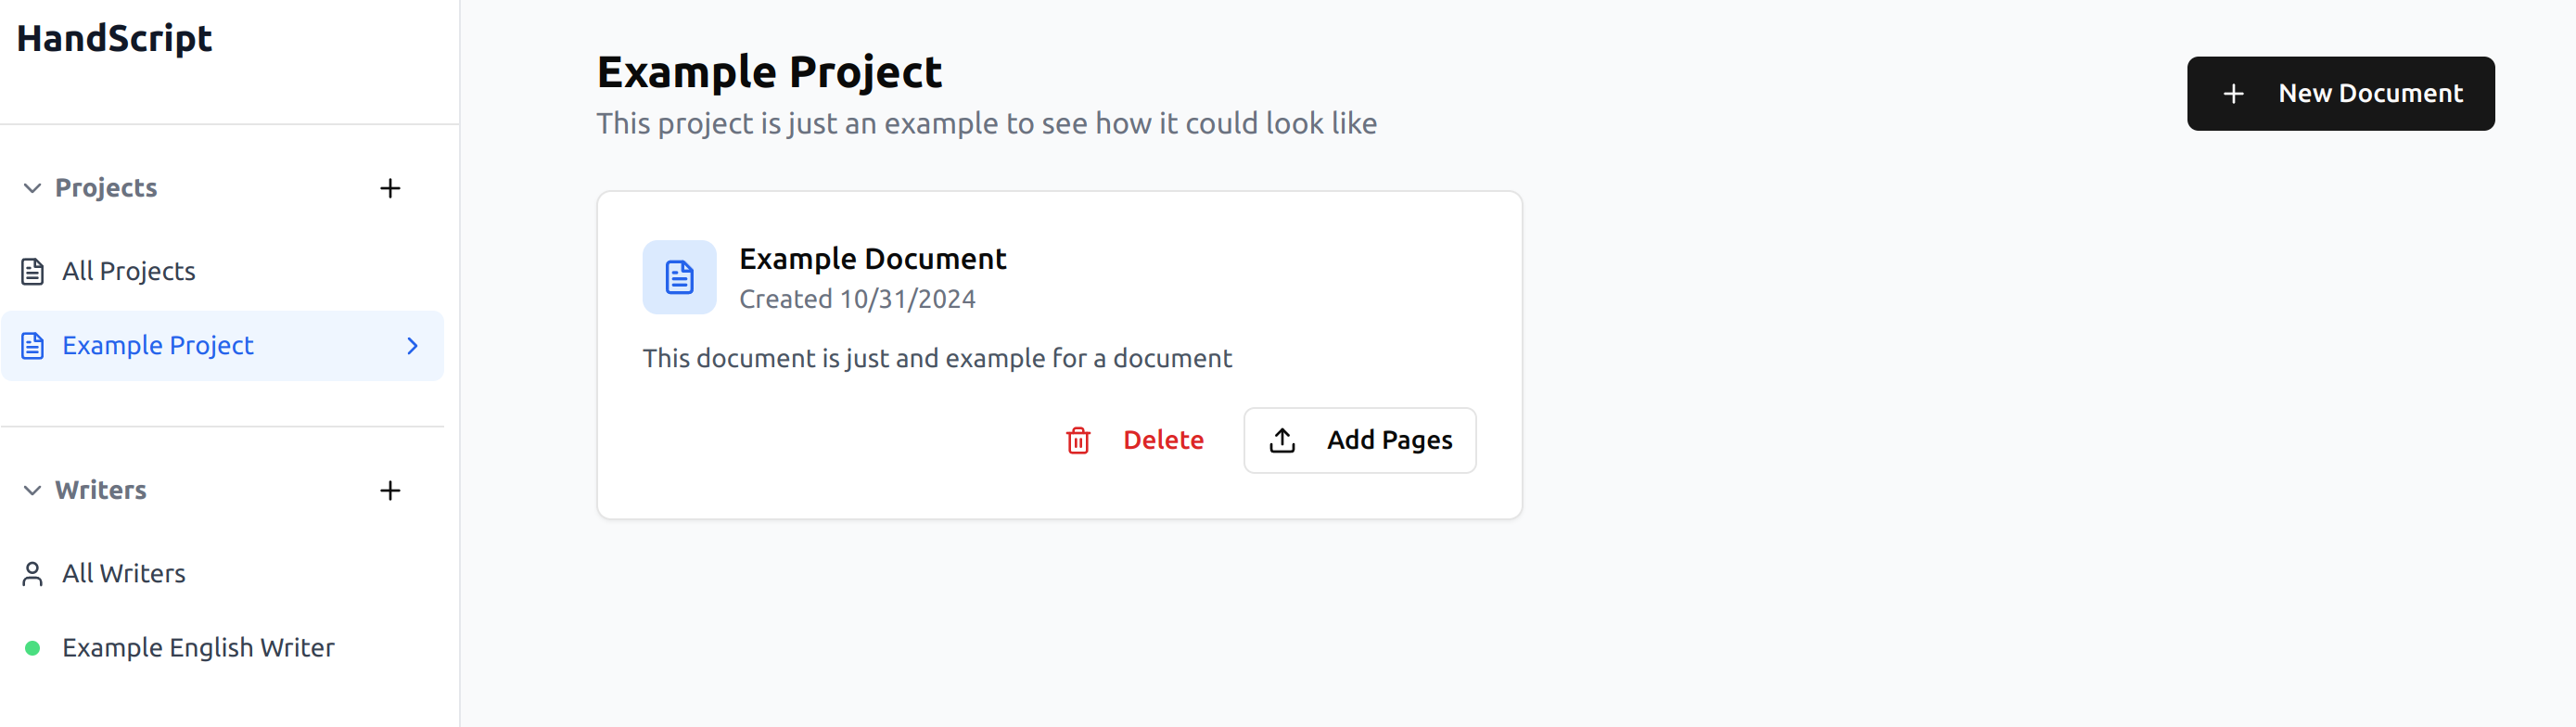 HandScript
Projects
All Projects
Example Project
Writers
All Writers
Example English Writer
Example Project
This project is just an example to see how it could look like
New Document
Example Document
Created 10/31/2024
This document is just and example for a document
Delete
Add Pages